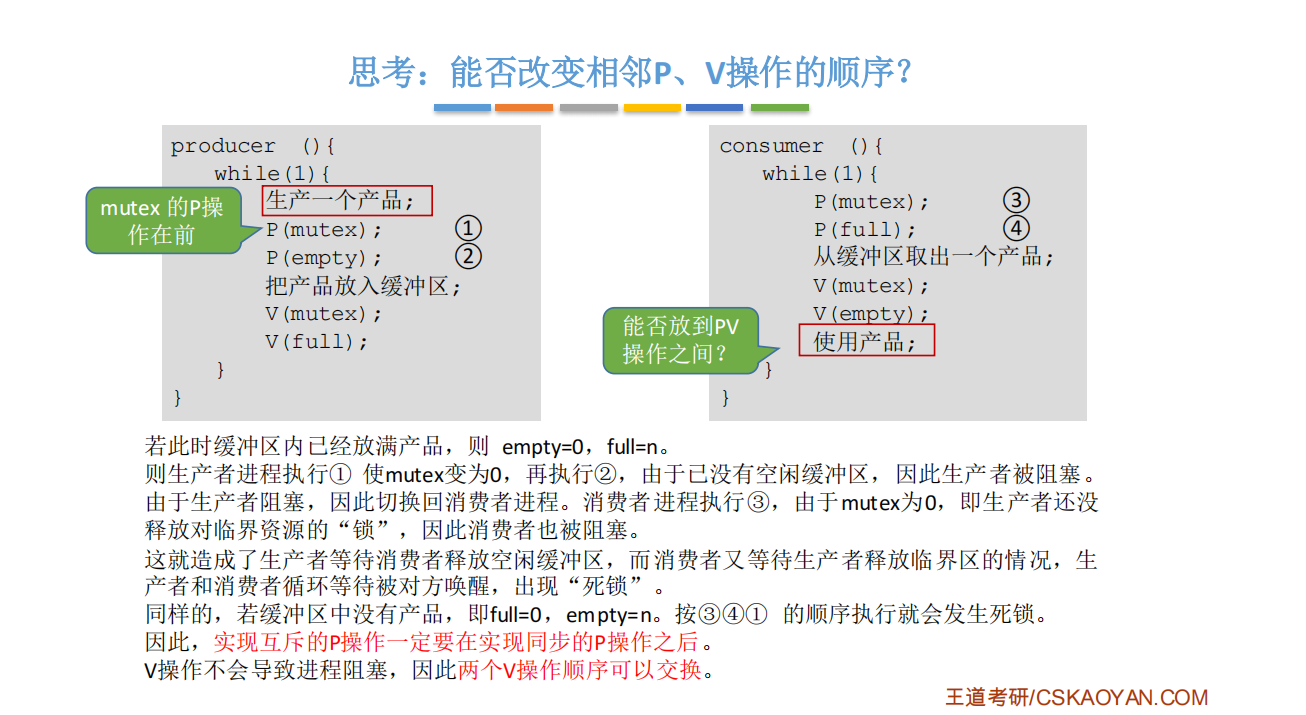 思考：能否改变相邻P、V操作的顺序？
producer （）{
while(1){
生产一个产品；
P(mutex); ①
P(empty); ②
把产品放入缓冲区；
V(mutex);
V(full);
}
}
mutex 的P操
作在前
consumer （）{
while(1){
P(mutex); ③
P(full); ④
从缓冲区取出一个产品；
V(mutex);
V(empty);
使用产品；
}
}
能否放到PV
操作之间？
若此时缓冲区内已经放满产品，则 empty=0，full=n。
则生产者进程执行① 使mutex变为0，再执行②，由于已没有空闲缓冲区，因此生产者被阻塞。
由于生产者阻塞，因此切换回消费者进程。消费者进程执行③，由于mutex为0，即生产者还没
释放对临界资源的“锁”，因此消费者也被阻塞。
这就造成了生产者等待消费者释放空闲缓冲区，而消费者又等待生产者释放临界区的情况，生
产者和消费者循环等待被对方唤醒，出现“死锁”。
同样的，若缓冲区中没有产品，即full=0，empty=n。按③④① 的顺序执行就会发生死锁。
因此，实现互斥的P操作一定要在实现同步的P操作之后。
V操作不会导致进程阻塞，因此两个V操作顺序可以交换。
王道考研/CSKAOYAN.COM